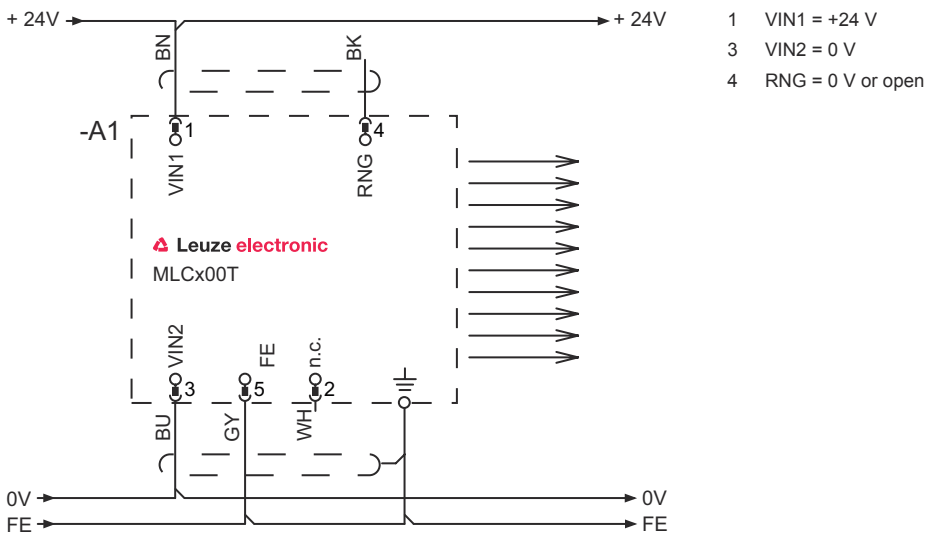 + 24V
+ 24V
BN
BK
-A1
1
4
VIN1
RNG
Leuze electronic
MLCx00T
VIN2
FE
n.c.
3
5
2
BU
GY
WH
0V
0V
FE
FE
1 VIN1 = +24 V
3 VIN2 = 0 V
4 RNG = 0 V or open